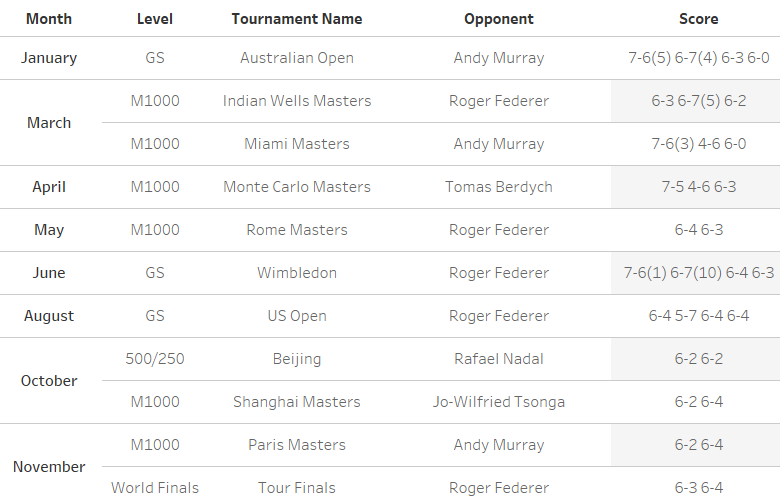 Month Level Tournament Name Opponent Score
January GS Australian Open Andy Murray 7-6(5) 6-7(4) 6-3 6-0
March M1000 Indian Wells Masters Roger Federer 6-3 6-7(5) 6-2
M1000 Miami Masters Andy Murray 7-6(3) 4-6 6-0
April M1000 Monte Carlo Masters Tomas Berdych 7-5 4-6 6-3
May M1000 Rome Masters Roger Federer 6-4 6-3
June GS Wimbledon Roger Federer 7-6(1) 6-7(10) 6-4 6-3
August GS US Open Roger Federer 6-4 5-7 6-4 6-4
October 500/250 Beijing Rafael Nadal 6-2 6-2
M1000 Shanghai Masters Jo-Wilfried Tsonga 6-2 6-4
November M1000 Paris Masters Andy Murray 6-2 6-4
World Finals Tour Finals Roger Federer 6-3 6-4